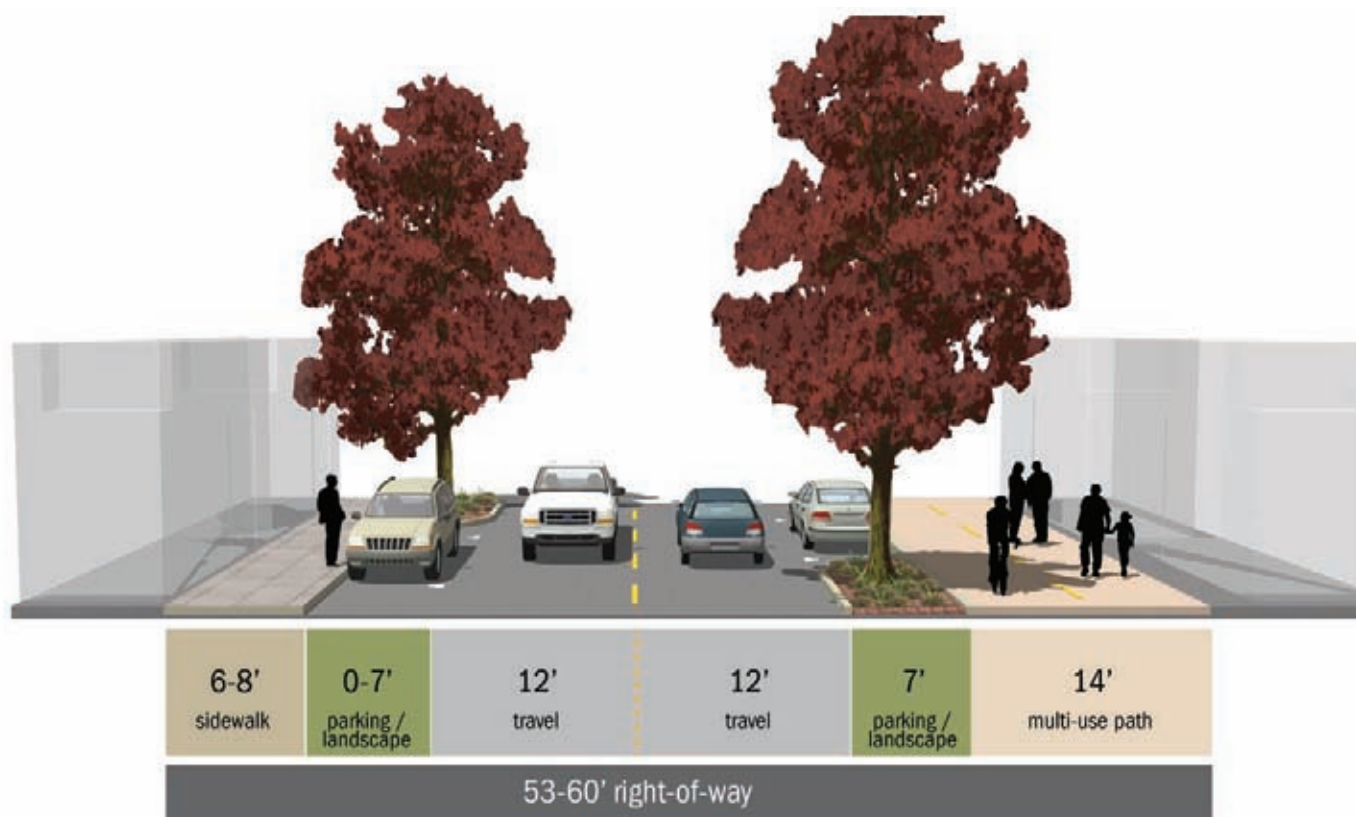 6-8’
sidewalk
0-7’
parking /
landscape
12’
travel
12’
travel
7’
parking /
landscape
14’
multi-use path
53-60’ right-of-way